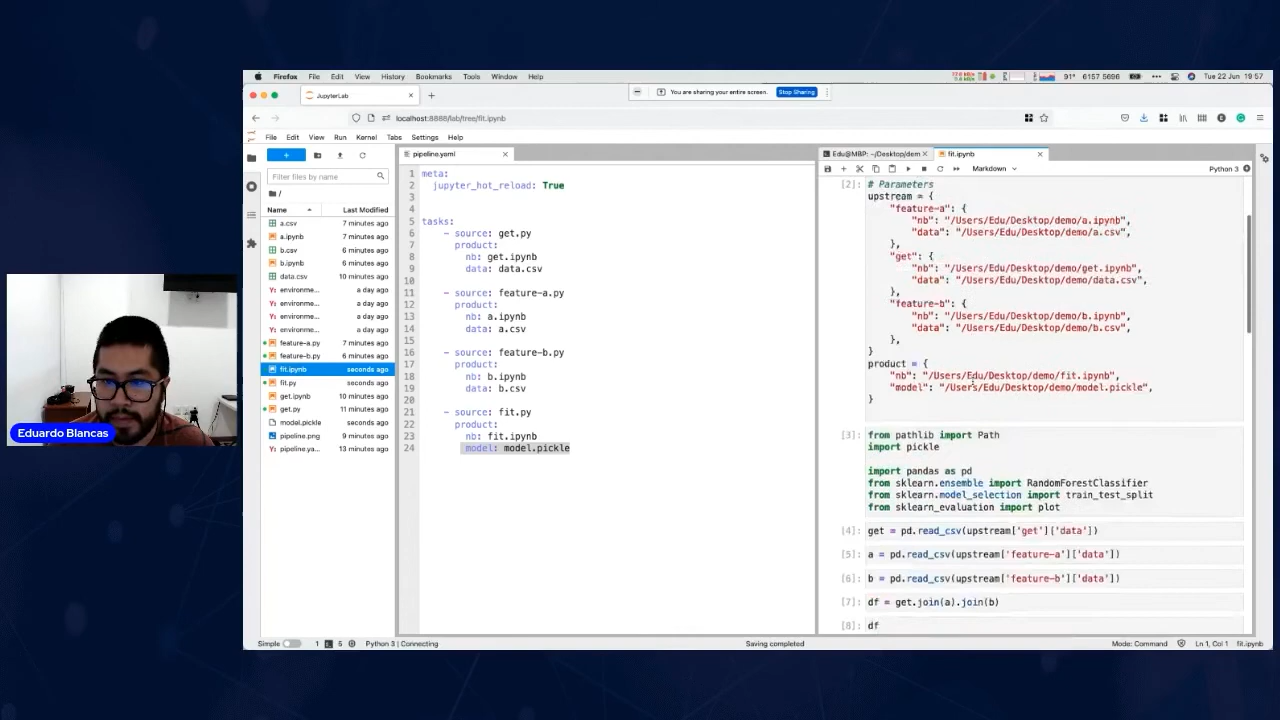 Firefox File Edit View History Bookmarks Tools Window Help
91° 6157 5696 Tue 22 Jun 19:57
JupyterLab
You are sharing your entire screen. Stop Sharing
localhost:8888/lab/tree/fit.ipynb
File Edit View Run Kernel Tabs Settings Help
Filter files by name
/
Name Last Modified
a.csv 7 minutes ago
a.ipynb 7 minutes ago
b.csv 6 minutes ago
b.ipynb 6 minutes ago
data.csv 10 minutes ago
environme... a day ago
environme... a day ago
environme... a day ago
environme... a day ago
feature-a.py 7 minutes ago
feature-b.py 6 minutes ago
fit.ipynb seconds ago
fit.py seconds ago
get.ipynb 10 minutes ago
get.py 11 minutes ago
model.pickle seconds ago
pipeline.png 9 minutes ago
pipeline.ya... 13 minutes ago
pipeline.yaml
1 meta:
2 jupyter_hot_reload: True
3
4
5 tasks:
6 - source: get.py
7 product:
8 nb: get.ipynb
9 data: data.csv
10
11 - source: feature-a.py
12 product:
13 nb: a.ipynb
14 data: a.csv
15
16 - source: feature-b.py
17 product:
18 nb: b.ipynb
19 data: b.csv
20
21 - source: fit.py
22 product:
23 nb: fit.ipynb
24 model: model.pickle
Edu@MBP: ~/Desktop/dem fit.ipynb
Markdown Python 3
[2]: # Parameters
upstream = {
"feature-a": {
"nb": "/Users/Edu/Desktop/demo/a.ipynb",
"data": "/Users/Edu/Desktop/demo/a.csv",
},
"get": {
"nb": "/Users/Edu/Desktop/demo/get.ipynb",
"data": "/Users/Edu/Desktop/demo/data.csv",
},
"feature-b": {
"nb": "/Users/Edu/Desktop/demo/b.ipynb",
"data": "/Users/Edu/Desktop/demo/b.csv",
},
}
product = {
"nb": "/Users/Edu/Desktop/demo/fit.ipynb",
"model": "/Users/Edu/Desktop/demo/model.pickle",
}
[3]: from pathlib import Path
import pickle
import pandas as pd
from sklearn.ensemble import RandomForestClassifier
from sklearn.model_selection import train_test_split
from sklearn_evaluation import plot
[4]: get = pd.read_csv(upstream['get']['data'])
[5]: a = pd.read_csv(upstream['feature-a']['data'])
[6]: b = pd.read_csv(upstream['feature-b']['data'])
[7]: df = get.join(a).join(b)
[8]: df
Simple 1 5 Python 3 | Connecting Saving completed Mode: Command Ln 1, Col 1 fit.ipynb
Eduardo Blancas